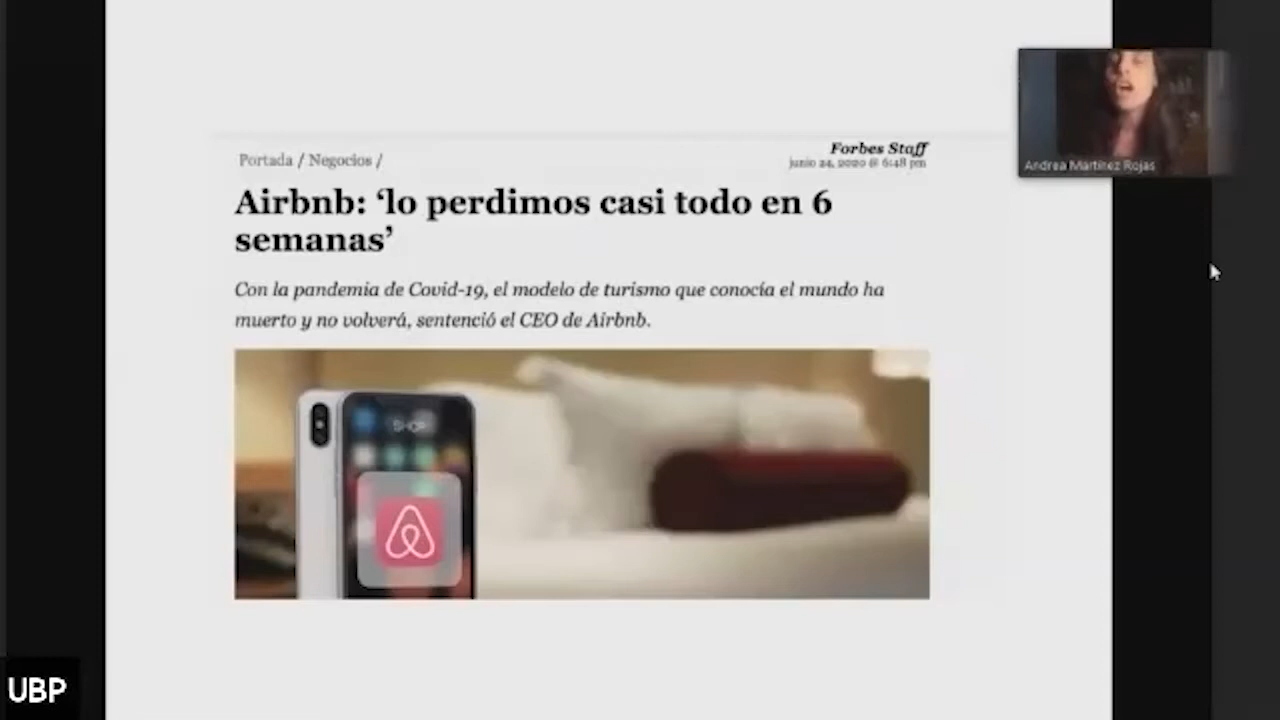 Portada / Negocios /
Forbes Staff
junio 24, 2020 @ 6:48 pm
Airbnb: ‘lo perdimos casi todo en 6
semanas’
Con la pandemia de Covid-19, el modelo de turismo que conocía el mundo ha
muerto y no volverá, sentenció el CEO de Airbnb.
SHOP
Andrea Martínez Rojas
UBP